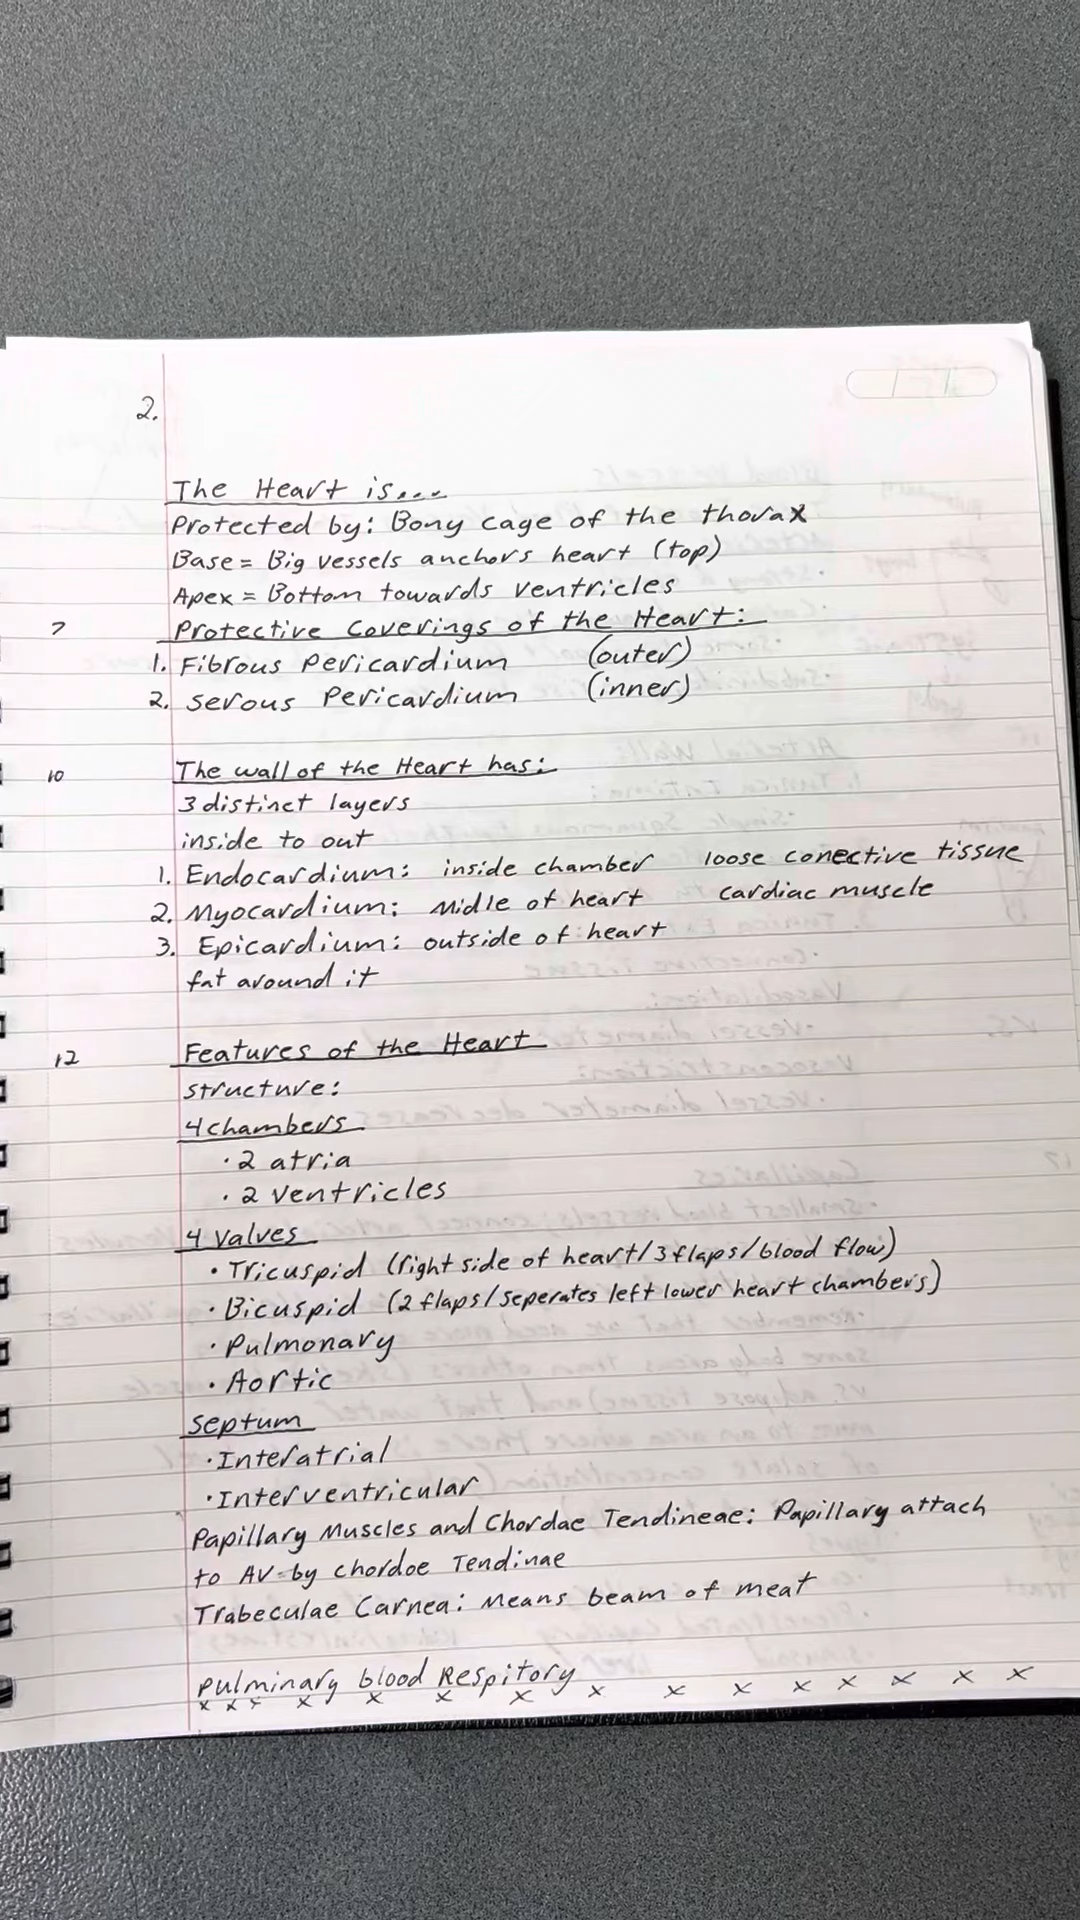 2.
The Heart is...
Protected by: Bony cage of the thorax
Base = Big vessels anchors heart (top)
Apex = Bottom towards ventricles
7 Protective Coverings of the Heart:
1. Fibrous Pericardium (outer)
2. Serous Pericardium (inner)
10 The wall of the Heart has:
3 distinct layers
inside to out
1. Endocardium: inside chamber loose conective tissue
2. Myocardium: Midle of heart cardiac muscle
3. Epicardium: outside of heart
fat around it
12 Features of the Heart
structure:
4 chambers
· 2 atria
· 2 ventricles
4 Valves
· Tricuspid (right side of heart/3 flaps/blood flow)
· Bicuspid (2 flaps/seperates left lower heart chambers)
· Pulmonary
· Aortic
Septum
· Interatrial
· Interventricular
Papillary Muscles and Chordae Tendineae: Papillary attach
to AV by chordoe Tendinae
Trabeculae Carnea: Means beam of meat
Pulminary blood Respitory
x x x x x x x x x x x x x x x